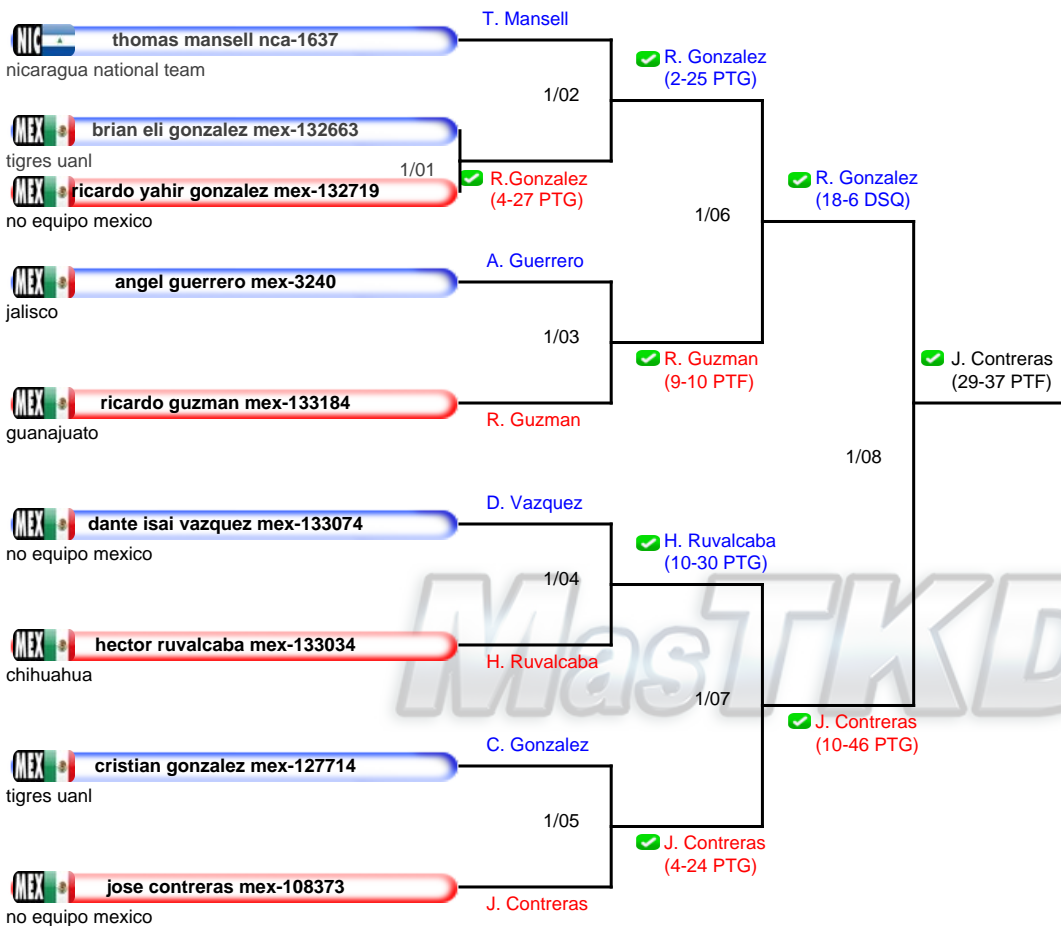 T. Mansell
NIC
thomas mansell nca-1637
nicaragua national team
R. Gonzalez
(2-25 PTG)
1/02
MEX
brian eli gonzalez mex-132663
tigres uanl
1/01
MEX
ricardo yahir gonzalez mex-132719
no equipo mexico
R.Gonzalez
(4-27 PTG)
R. Gonzalez
(18-6 DSQ)
1/06
A. Guerrero
MEX
angel guerrero mex-3240
jalisco
1/03
R. Guzman
(9-10 PTF)
J. Contreras
(29-37 PTF)
MEX
ricardo guzman mex-133184
guanajuato
R. Guzman
1/08
D. Vazquez
MEX
dante isai vazquez mex-133074
no equipo mexico
H. Ruvalcaba
(10-30 PTG)
1/04
MasTKD
MEX
hector ruvalcaba mex-133034
chihuahua
H. Ruvalcaba
1/07
J. Contreras
(10-46 PTG)
C. Gonzalez
MEX
cristian gonzalez mex-127714
tigres uanl
1/05
J. Contreras
(4-24 PTG)
MEX
jose contreras mex-108373
no equipo mexico
J. Contreras